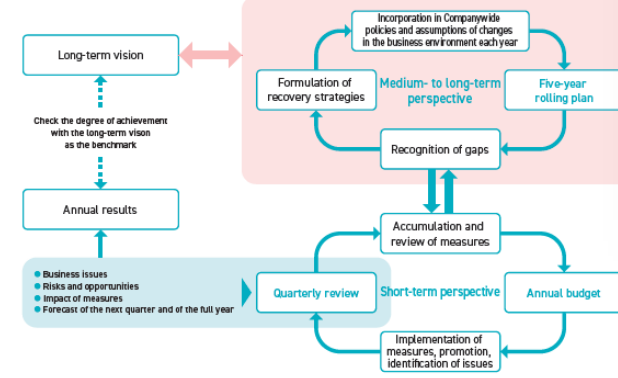 Incorporation in Companywide
policies and assumptions of changes
in the business environment each year
Long-term vision
Formulation of
recovery strategies
Medium- to long-term
perspective
Five-year
rolling plan
Check the degree of achievement
with the long-term vison
as the benchmark
Recognition of gaps
Annual results
Accumulation and
review of measures
● Business issues
● Risks and opportunities
● Impact of measures
● Forecast of the next quarter and of the full year
Quarterly review
Short-term perspective
Annual budget
Implementation of
measures, promotion,
identification of issues